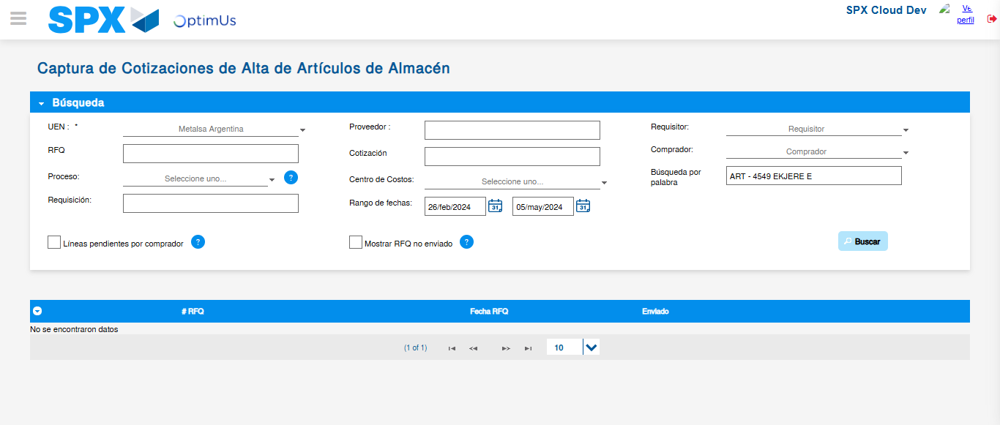 SPX OptimUs
SPX Cloud Dev
Ve
perfil
Captura de Cotizaciones de Alta de Artículos de Almacén
Búsqueda
UEN : * Metalsa Argentina
Proveedor :
Requisitor: Requisitor
RFQ
Cotización
Comprador: Comprador
Proceso: Seleccione uno... ?
Centro de Costos: Seleccione uno...
Búsqueda por
palabra
ART - 4549 EKJERE E
Requisición:
Rango de fechas: 26/feb/2024 31 05/may/2024 31
Líneas pendientes por comprador ?
Mostrar RFQ no enviado ?
Buscar
# RFQ Fecha RFQ Enviado
No se encontraron datos
(1 of 1) 10